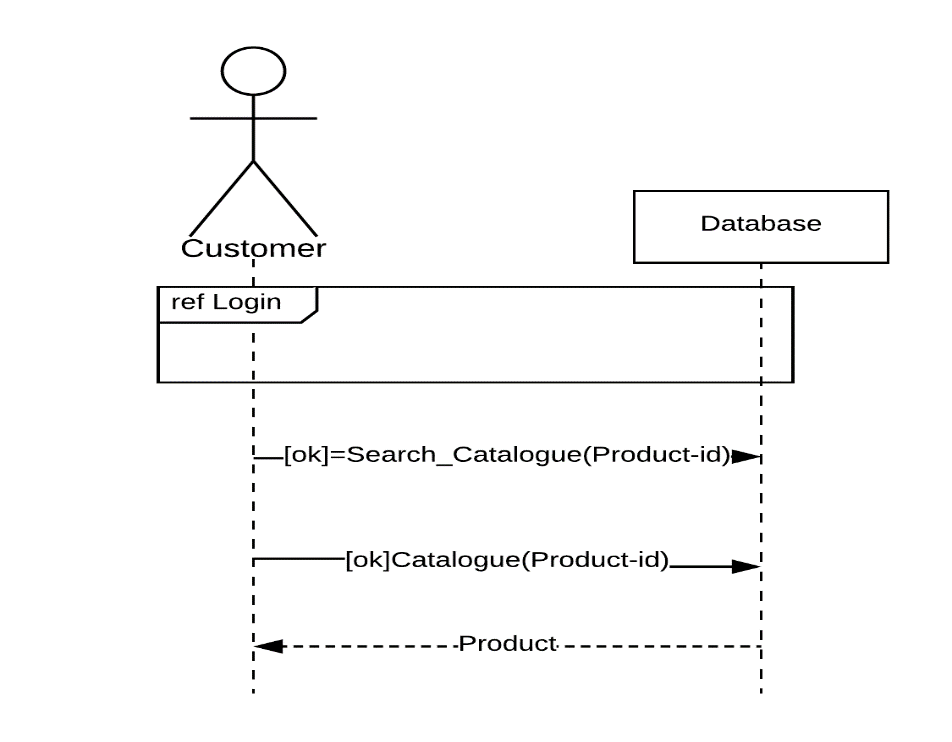 Customer
Database
ref Login
[ok]=Search_Catalogue(Product-id)
[ok]Catalogue(Product-id)
Product